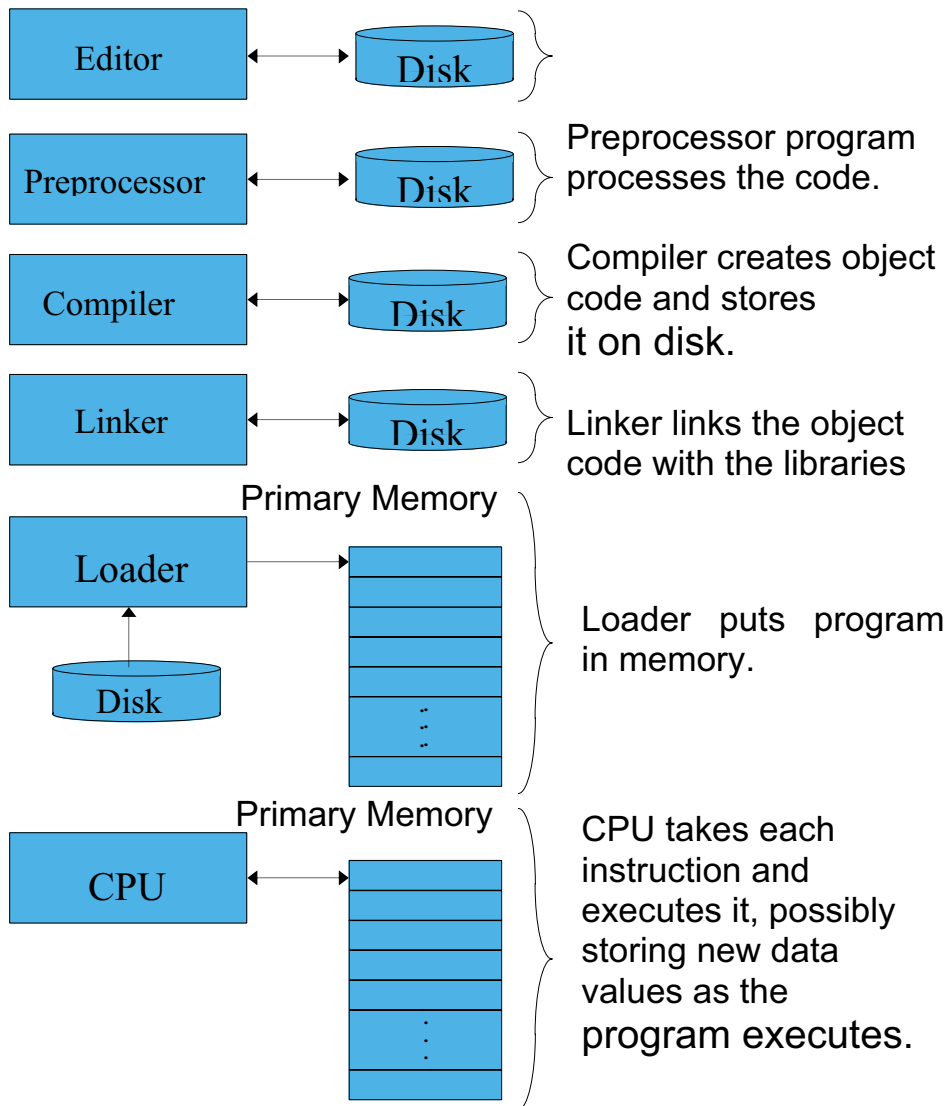 Editor
Disk
Preprocessor
Disk
Preprocessor program
processes the code.
Compiler
Disk
Compiler creates object
code and stores
it on disk.
Linker
Disk
Linker links the object
code with the libraries
Primary Memory
Loader
Disk
Loader puts program
in memory.
Primary Memory
CPU
CPU takes each
instruction and
executes it, possibly
storing new data
values as the
program executes.